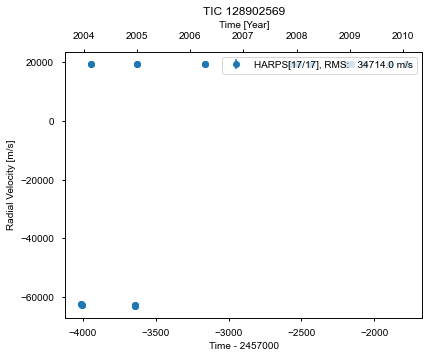 TIC 128902569
Time [Year]
2004 2005 2006 2007 2008 2009 2010
HARPS[17/17], RMS: 34714.0 m/s
20000
0
−20000
−40000
−60000
Radial Velocity [m/s]
−4000 −3500 −3000 −2500 −2000
Time - 2457000